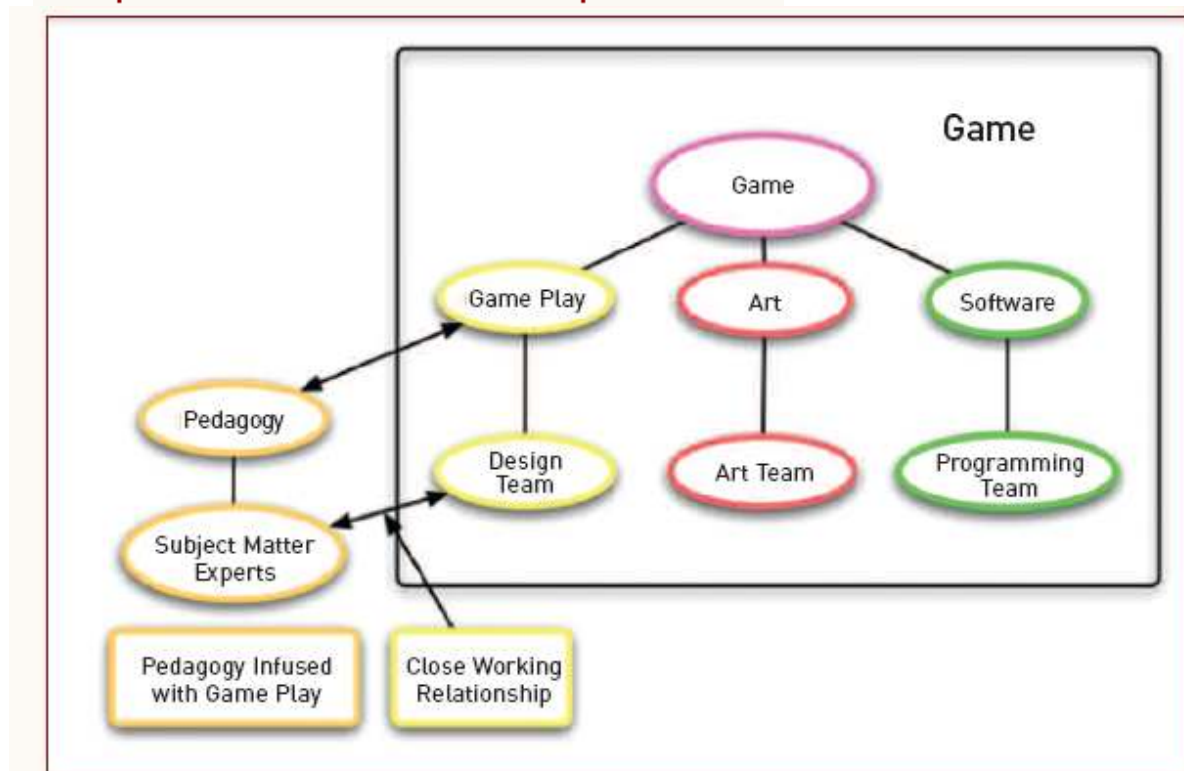 Game
Game
Game Play
Art
Software
Pedagogy
Design
Team
Art Team
Programming
Team
Subject Matter
Experts
Pedagogy Infused
with Game Play
Close Working
Relationship